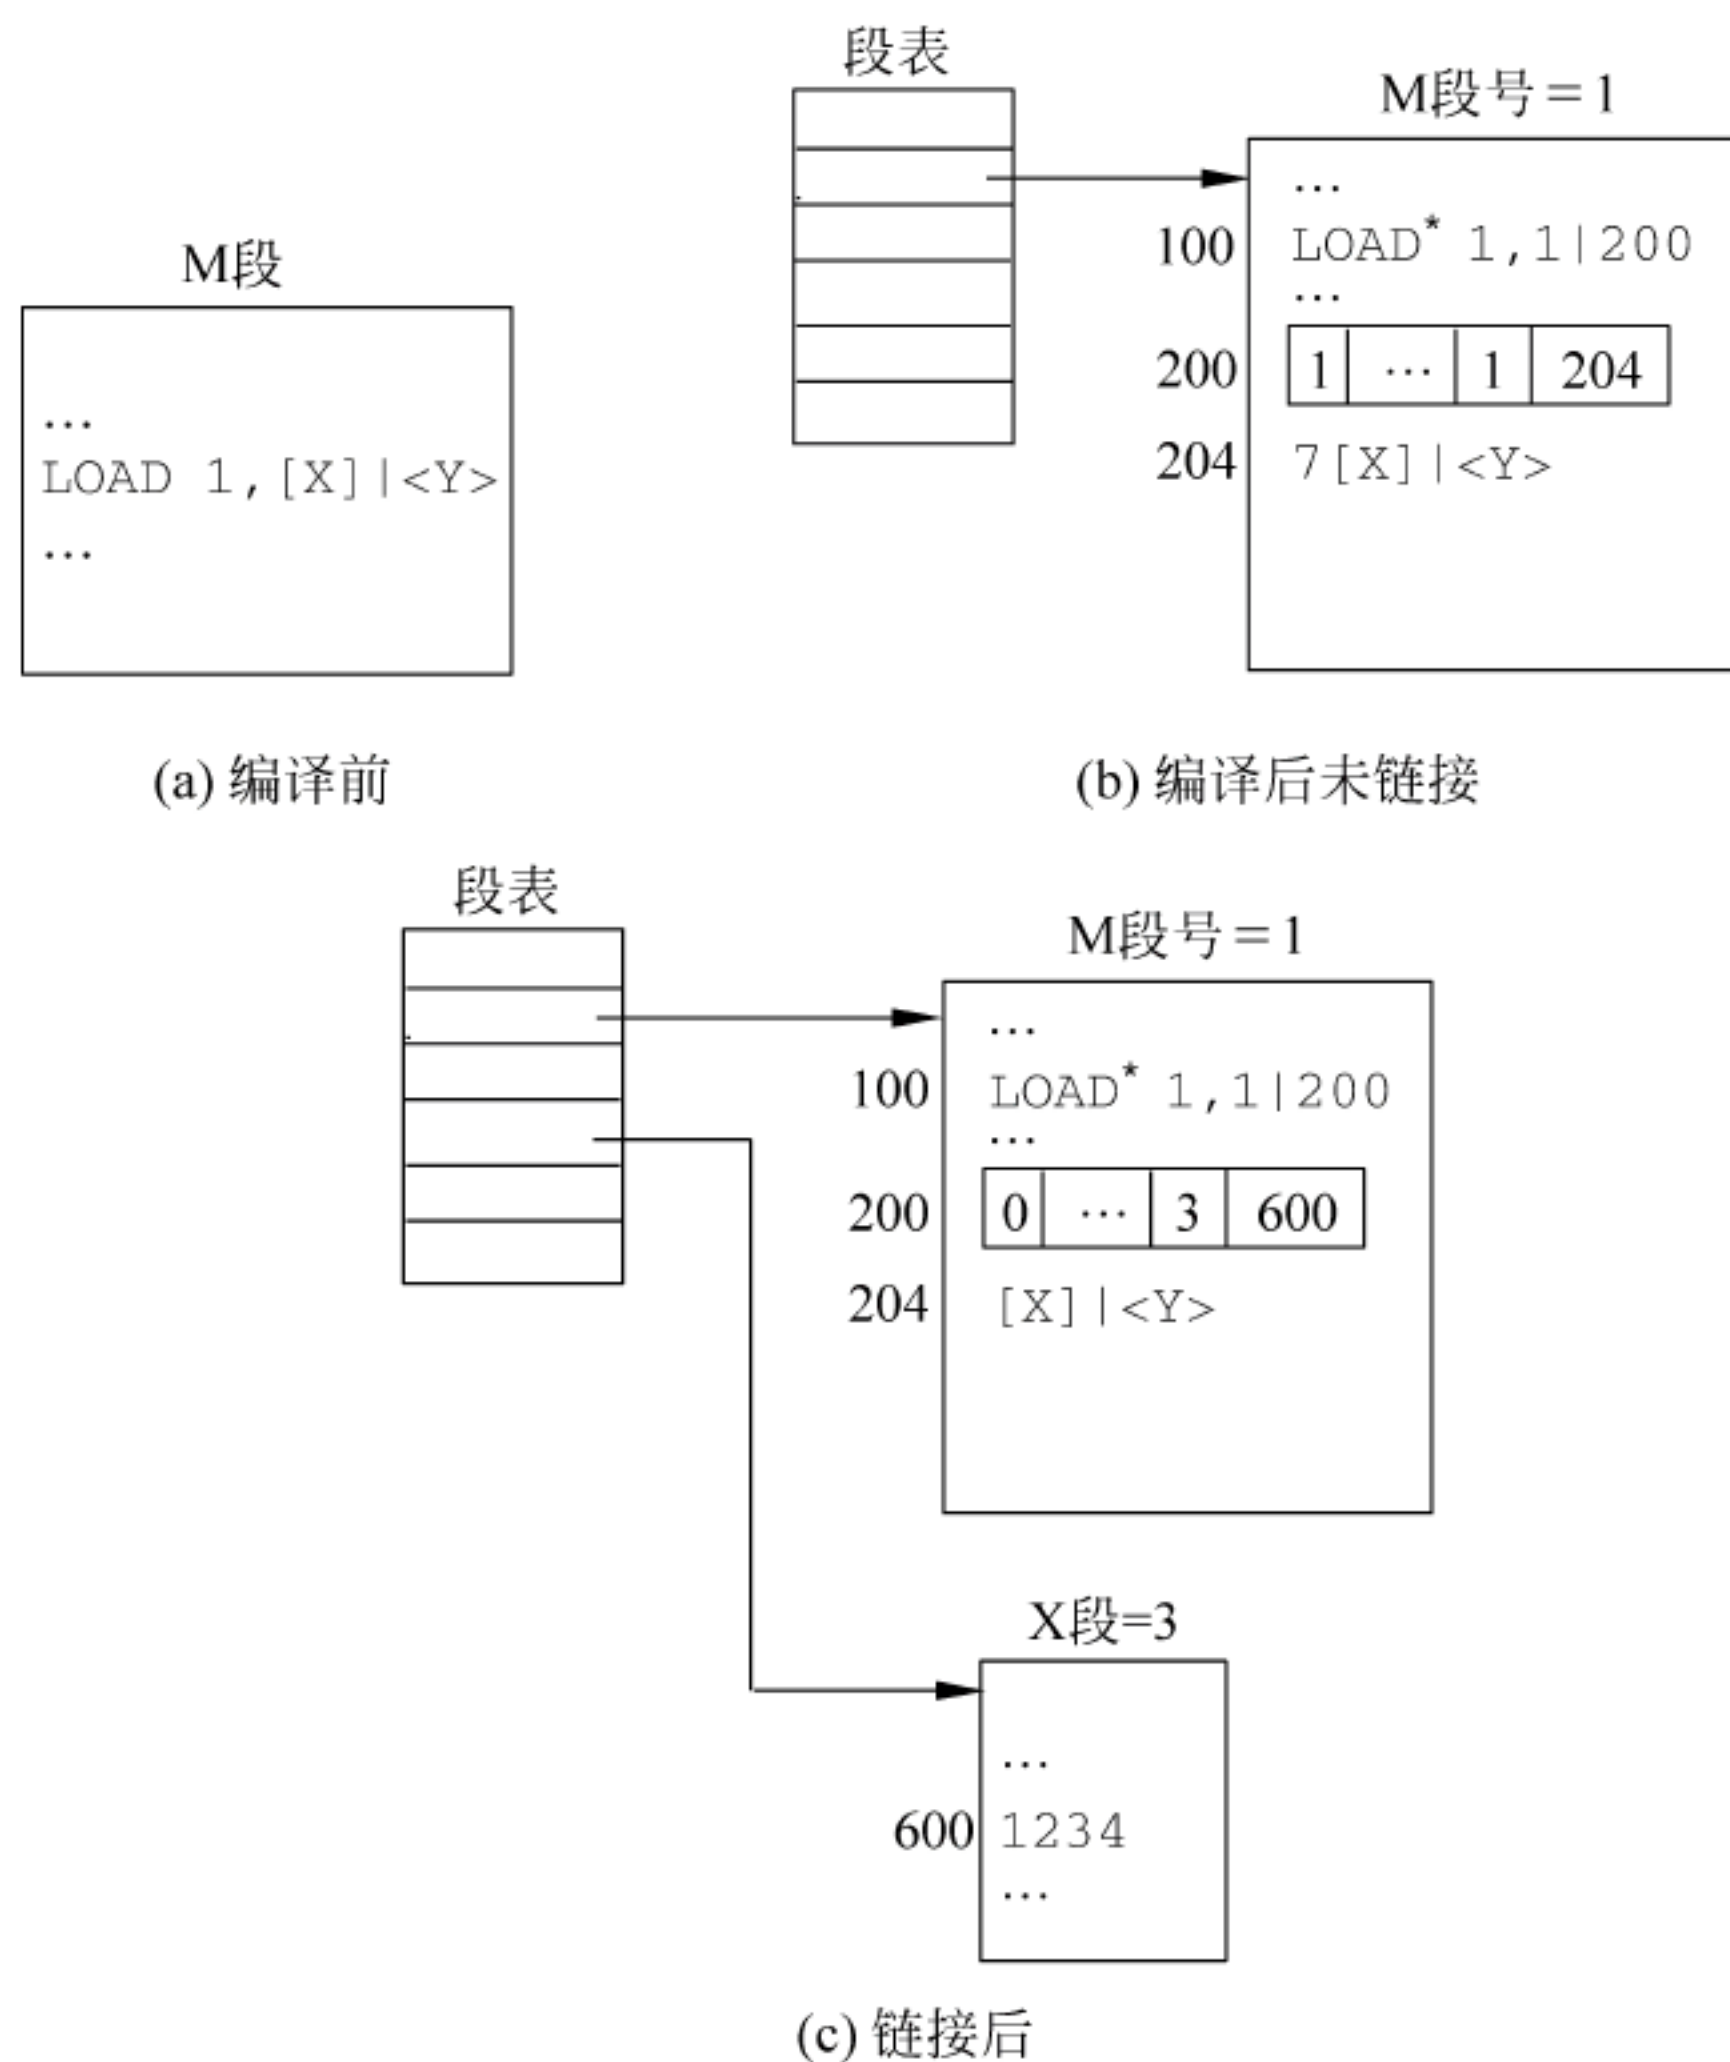 段表
M段号=1
M段
…
100 LOAD* 1,1|200
…
200 1 … 1 204
204 7[X]|<Y>
…
LOAD 1,[X]|<Y>
…
(a) 编译前
(b) 编译后未链接
段表
M段号=1
…
100 LOAD* 1,1|200
…
200 0 … 3 600
204 [X]|<Y>
X段=3
…
600 1234
…
(c) 链接后